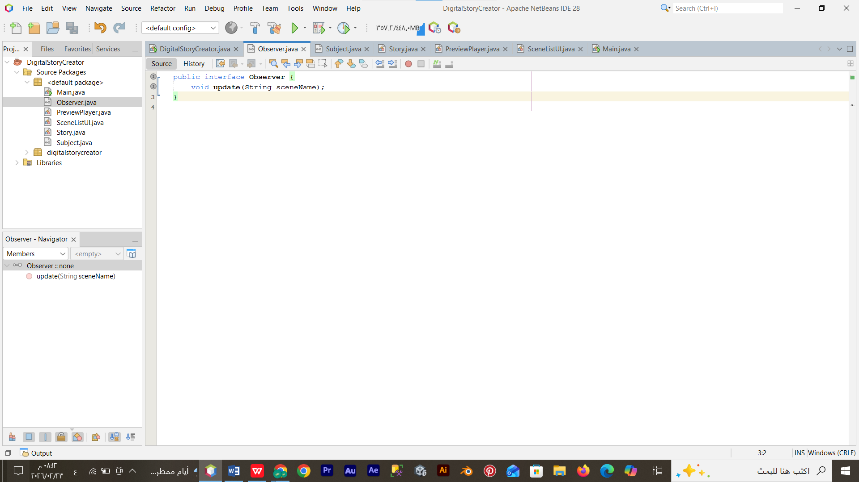 File Edit View Navigate Source Refactor Run Debug Profile Team Tools Window Help
DigitalStoryCreator - Apache NetBeans IDE 28
Search (Ctrl+I)
<default config>
Proj...
Files
Favorites
Services
DigitalStoryCreator.java
Observer.java
Subject.java
Story.java
PreviewPlayer.java
SceneListUI.java
Main.java
Source
History
DigitalStoryCreator
Source Packages
<default package>
Main.java
Observer.java
PreviewPlayer.java
SceneListUI.java
Story.java
Subject.java
digitalstorycreator
Libraries
public interface Observer {
void update(String sceneName);
}
3
4
Observer - Navigator
Members
<empty>
Observer :: none
update(String sceneName)
Output
3:2
INS
Windows (CRLF)
أيام ممطر...
اكتب هنا للبحث